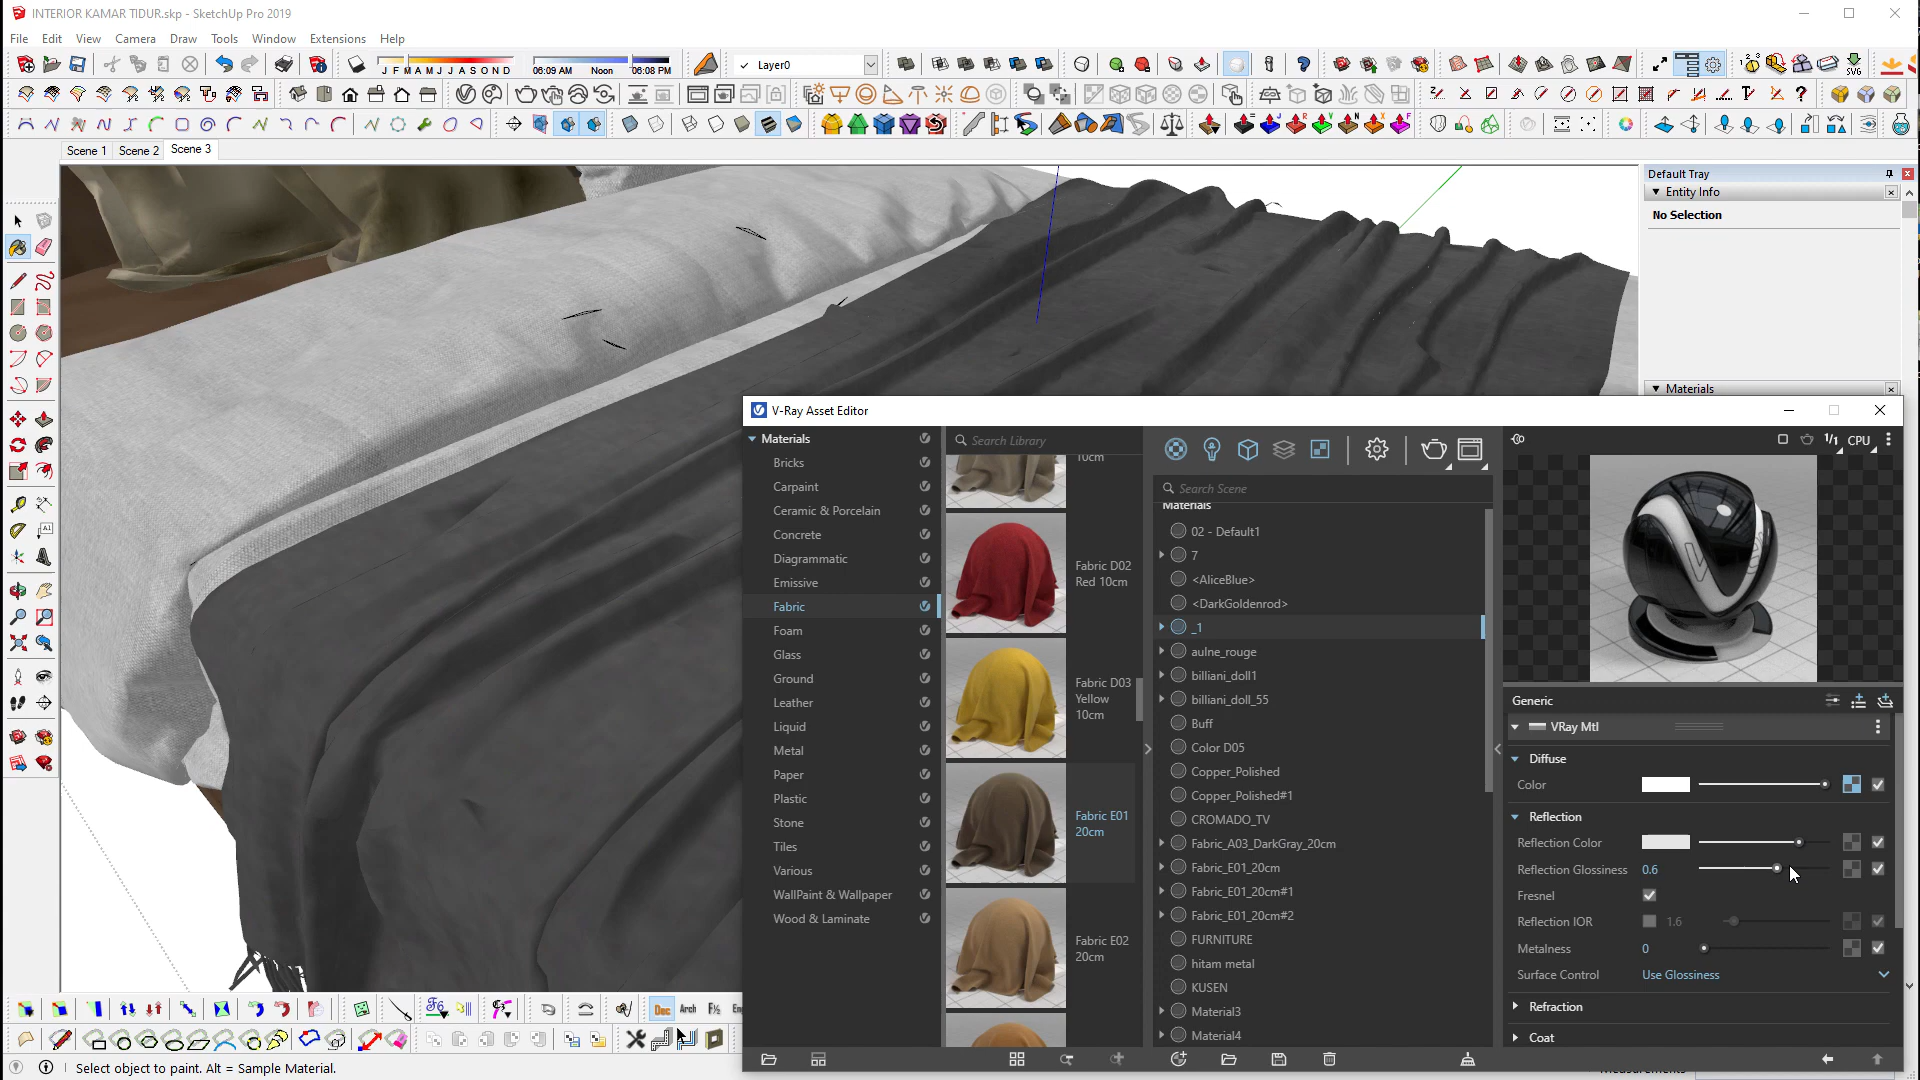 INTERIOR KAMAR TIDUR.skp - SketchUp Pro 2019
File Edit View Camera Draw Tools Window Extensions Help
J F M A M J J A S O N D
06:09 AM Noon 06:08 PM
Layer0
SVG
Scene 1 Scene 2 Scene 3
Default Tray
Entity Info
No Selection
Materials
V-Ray Asset Editor
Materials
Bricks
Carpaint
Ceramic & Porcelain
Concrete
Diagrammatic
Emissive
Fabric
Foam
Glass
Ground
Leather
Liquid
Metal
Paper
Plastic
Stone
Tiles
Various
WallPaint & Wallpaper
Wood & Laminate
Search Library
10cm
Fabric D02
Red 10cm
Fabric D03
Yellow
10cm
Fabric E01
20cm
Fabric E02
20cm
Search Scene
Materials
02 - Default1
7
<AliceBlue>
<DarkGoldenrod>
_1
aulne_rouge
billiani_doll1
billiani_doll_55
Buff
Color D05
Copper_Polished
Copper_Polished#1
CROMADO_TV
Fabric_A03_DarkGray_20cm
Fabric_E01_20cm
Fabric_E01_20cm#1
Fabric_E01_20cm#2
FURNITURE
hitam metal
KUSEN
Material3
Material4
1/1 CPU
Generic
VRay Mtl
Diffuse
Color
Reflection
Reflection Color
Reflection Glossiness 0.6
Fresnel
Reflection IOR 1.6
Metalness 0
Surface Control Use Glossiness
Refraction
Coat
Dec Arch
Select object to paint. Alt = Sample Material.